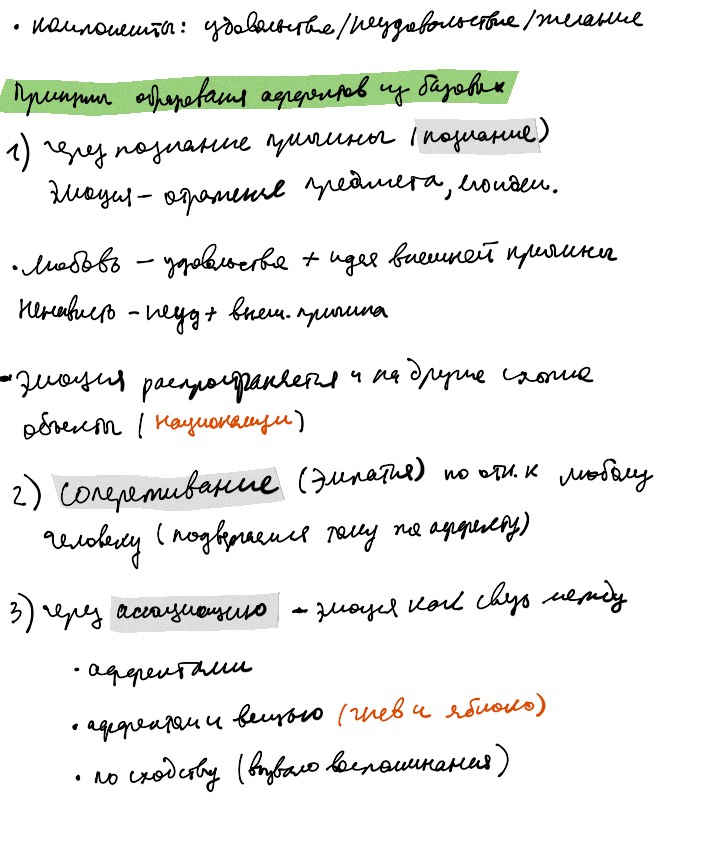 • компоненты: удовольствие/неудовольствие/желание
Принципы образования аффектов из базовых
1) через познание причины (познание)
Эмоция – отражение предмета,
• Любовь – удовольствие + идея внешней причины
Ненависть – неуд + внеш. причина
- Эмоция распространяется и на другие схожие
объекты (национализм)
2) Сопереживание (Эмпатия) по отн. к любому
человеку (подвергаемся тому же аффекту)
3) через ассоциацию – эмоция как связь между
• аффектами
• аффектом и вещью (гнев и яблоко)
• по сходству (вызвало воспоминания)